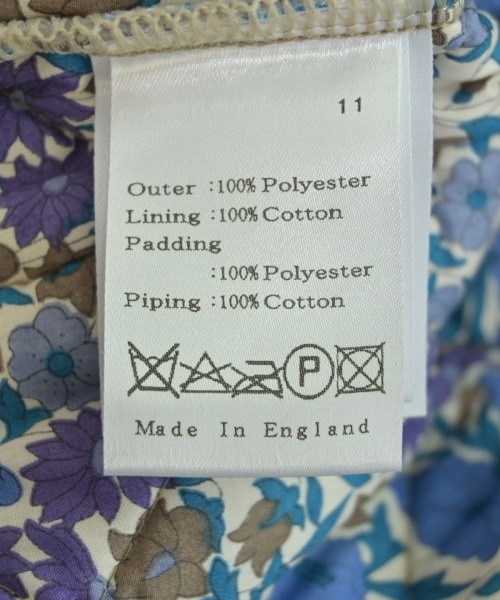 11
Outer :100% Polyester
Lining :100% Cotton
Padding
:100% Polyester
Piping :100% Cotton
P
Made In England